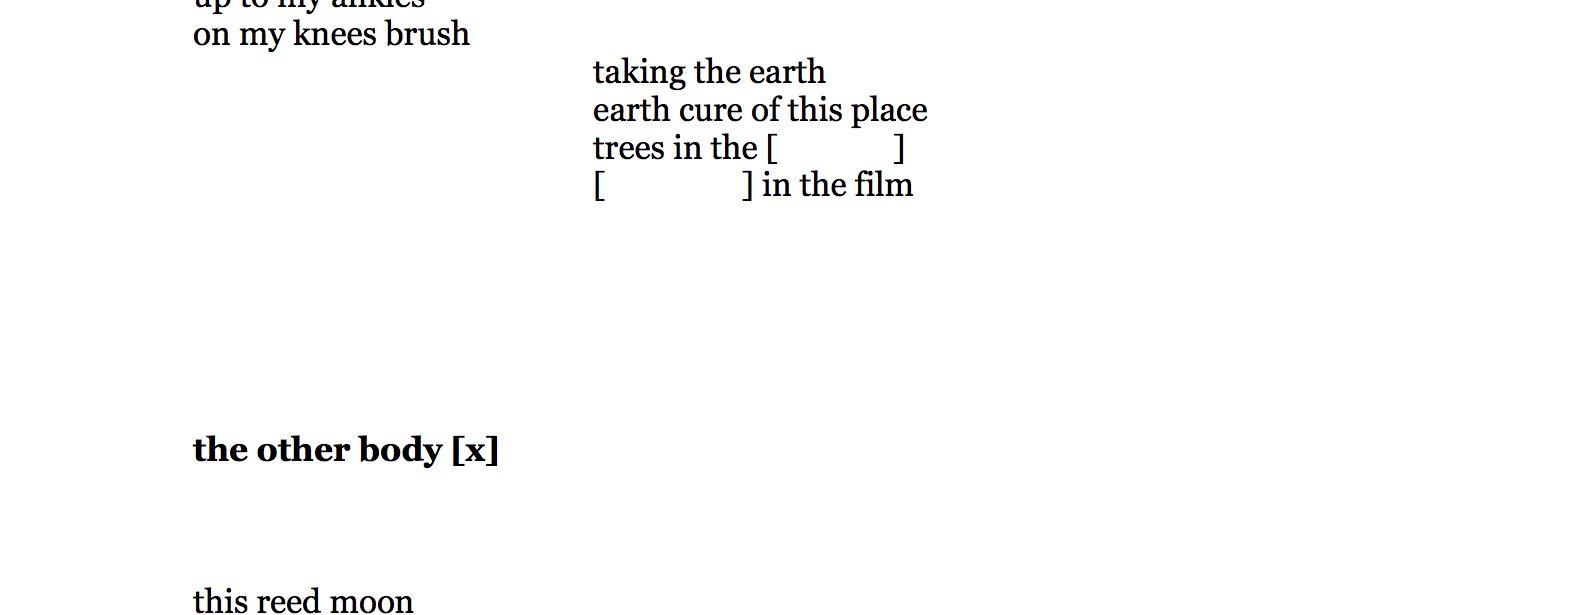 up to my ankles
on my knees brush
taking the earth
earth cure of this place
trees in the [ ]
[ ] in the film
the other body [x]
this reed moon